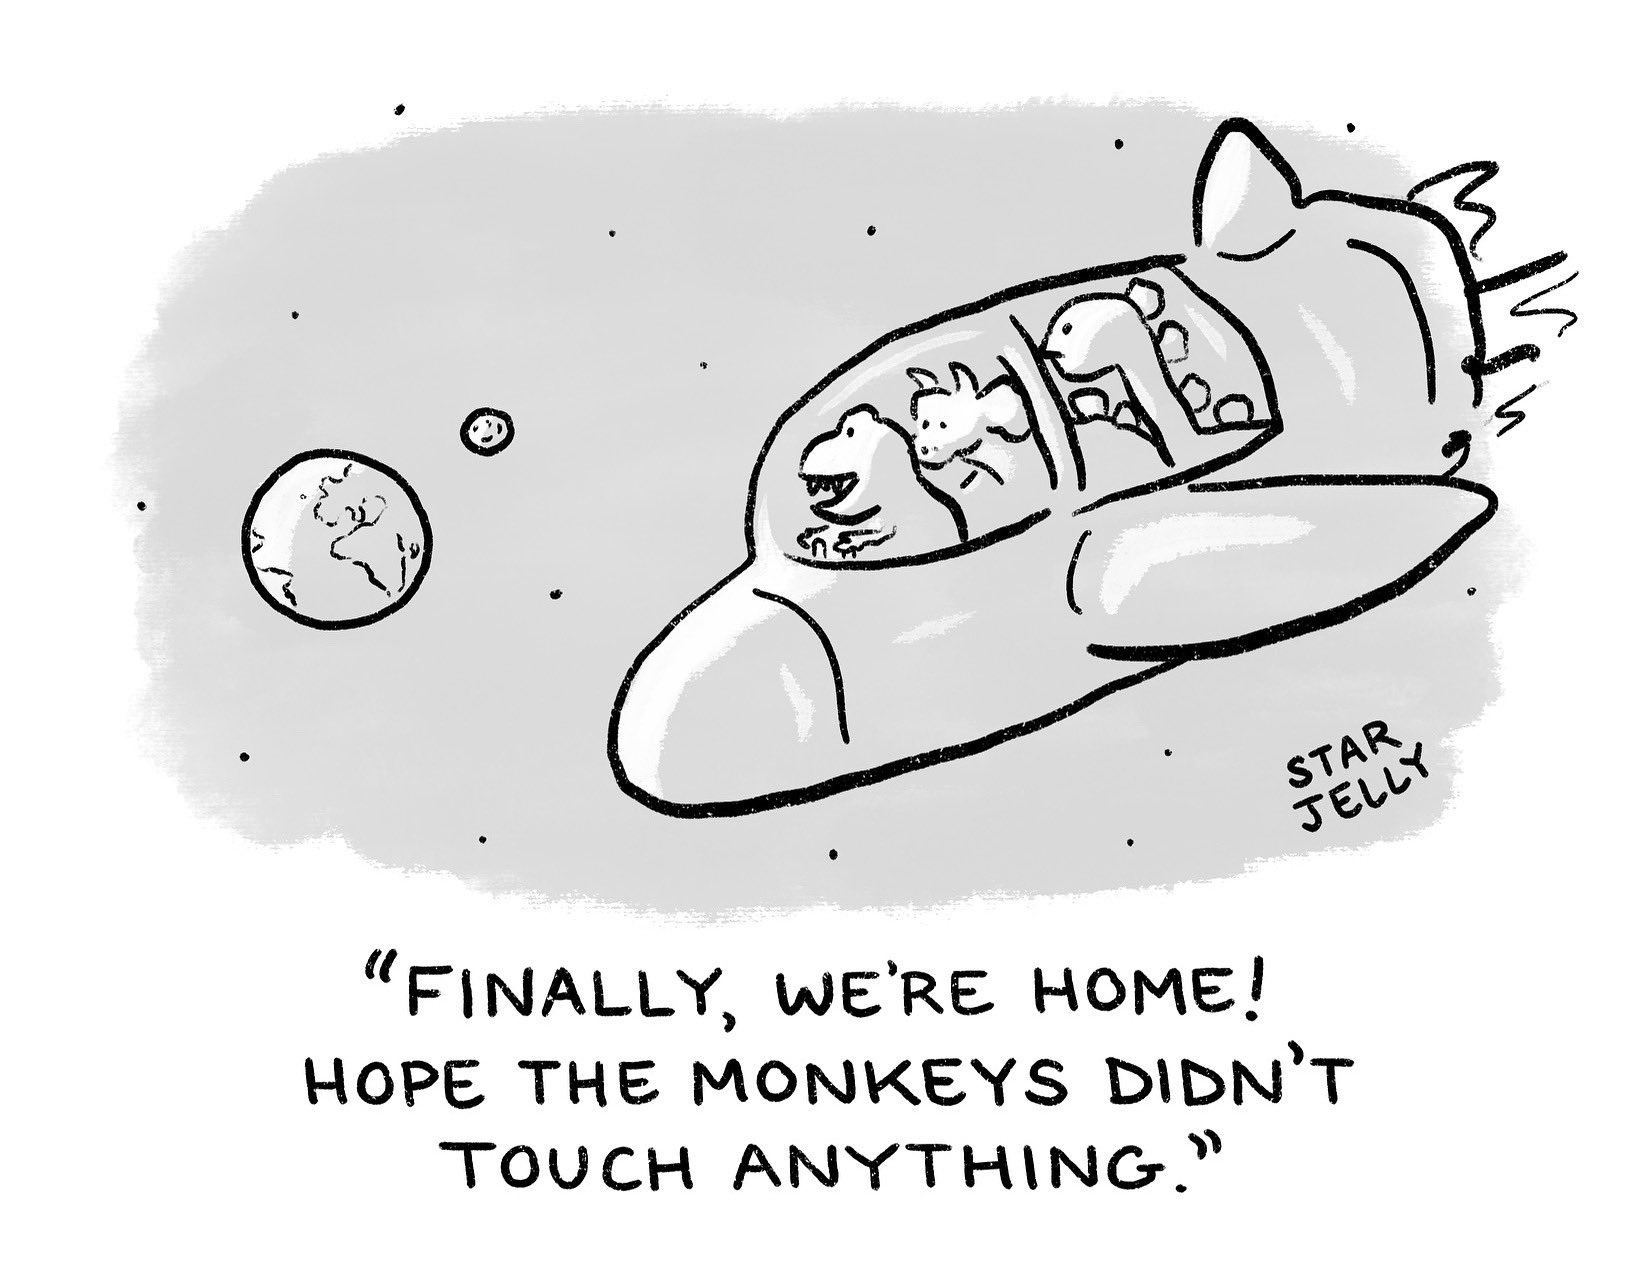 STAR
JELLY
“FINALLY, WE’RE HOME!
HOPE THE MONKEYS DIDN’T
TOUCH ANYTHING.”